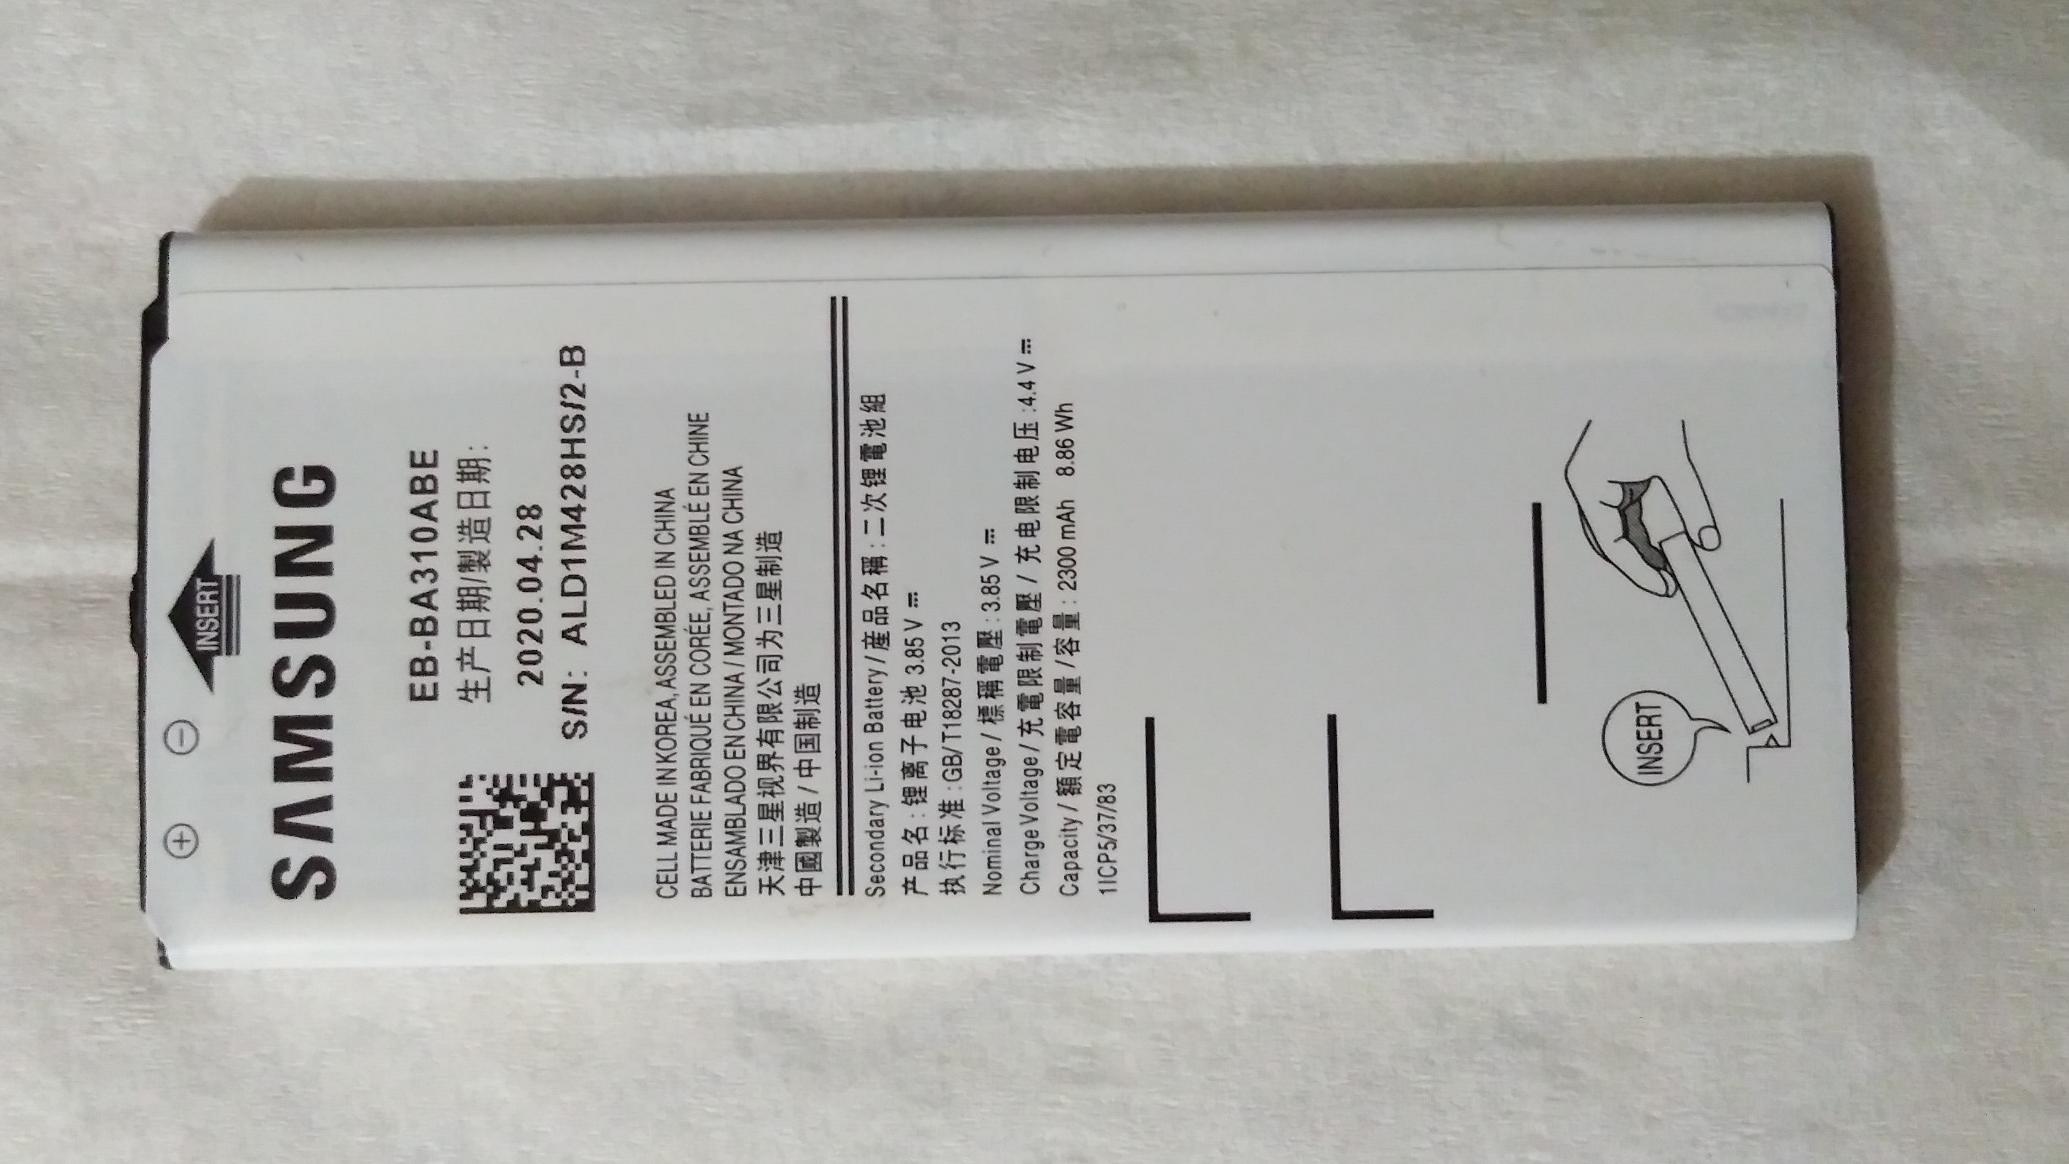 ⊕ ⊖ INSERT
SAMSUNG
EB-BA310ABE
生产日期/製造日期:
2020.04.28
S/N: ALD1M428HS/2-B
CELL MADE IN KOREA, ASSEMBLED IN CHINA
BATTERIE FABRIQUÉ EN CORÉE, ASSEMBLÉ EN CHINE
ENSAMBLADO EN CHINA / MONTADO NA CHINA
天津三星视界有限公司为三星制造
中國製造 / 中国制造
Secondary Li-ion Battery / 產品名稱 : 二次鋰電池組
产品名 : 锂离子电池 3.85 V ⎓
执行标准 : GB/T18287-2013
Nominal Voltage / 標稱電壓 : 3.85 V ⎓
Charge Voltage / 充電限制電壓 / 充电限制电压 : 4.4 V ⎓
Capacity / 額定電容量 / 容量 : 2300 mAh 8.86 Wh
1ICP5/37/83
INSERT